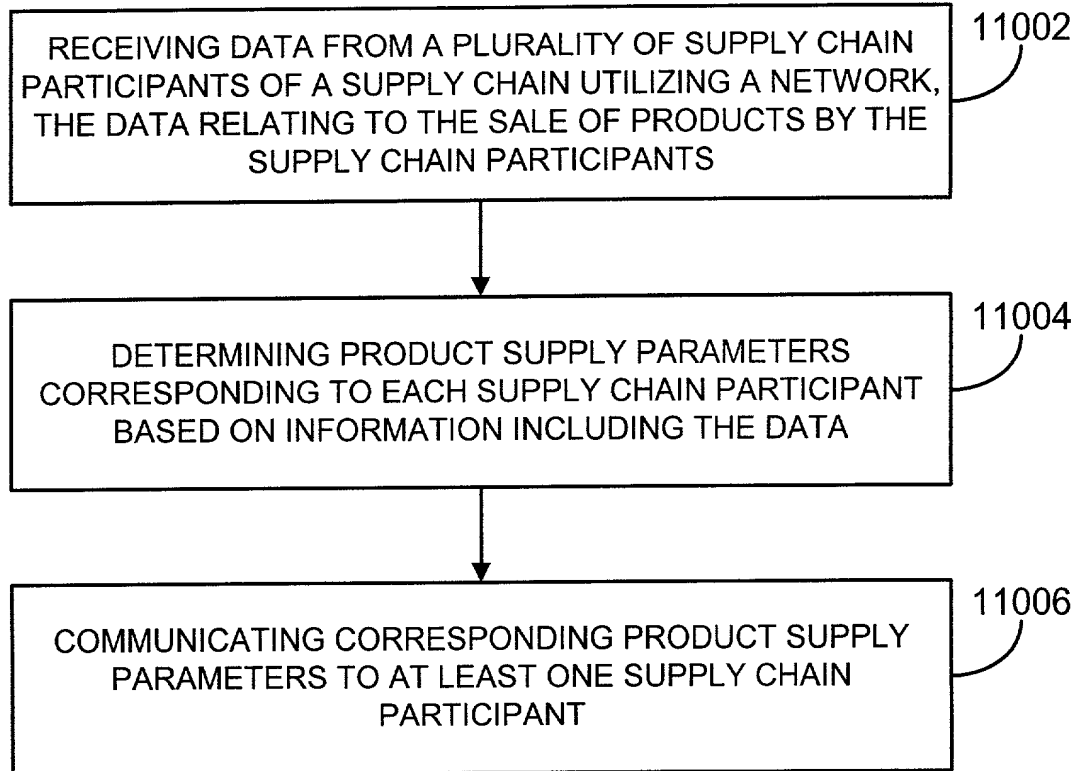 RECEIVING DATA FROM A PLURALITY OF SUPPLY CHAIN
PARTICIPANTS OF A SUPPLY CHAIN UTILIZING A NETWORK,
THE DATA RELATING TO THE SALE OF PRODUCTS BY THE
SUPPLY CHAIN PARTICIPANTS
11002
DETERMINING PRODUCT SUPPLY PARAMETERS
CORRESPONDING TO EACH SUPPLY CHAIN PARTICIPANT
BASED ON INFORMATION INCLUDING THE DATA
11004
COMMUNICATING CORRESPONDING PRODUCT SUPPLY
PARAMETERS TO AT LEAST ONE SUPPLY CHAIN
PARTICIPANT
11006